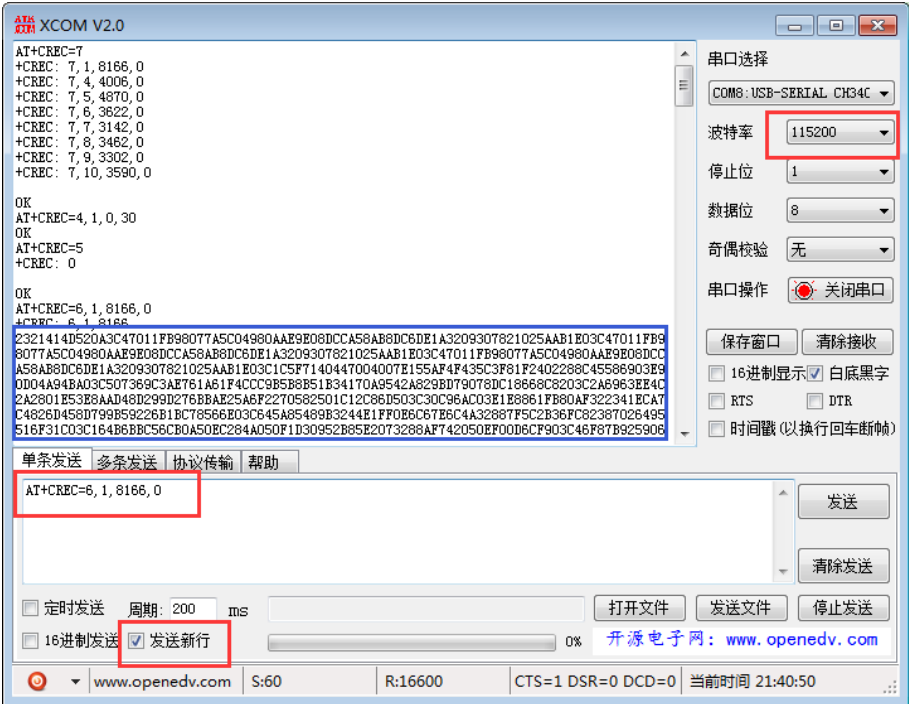 XCOM V2.0
AT+CREC=7
+CREC: 7,1,8166,0
+CREC: 7,4,4006,0
+CREC: 7,5,4870,0
+CREC: 7,6,3622,0
+CREC: 7,7,3142,0
+CREC: 7,8,3462,0
+CREC: 7,9,3302,0
+CREC: 7,10,3590,0
OK
AT+CREC=4,1,0,30
OK
AT+CREC=5
+CREC: 0
OK
AT+CREC=6,1,8166,0
+CREC: 6,1,8166
2321414D520A3C47011FB98077A5C04980AAE9E08DCCA58AB8DC6DE1A3209307821025AAB1E03C47011FB9
8077A5C04980AAE9E08DCCA58AB8DC6DE1A3209307821025AAB1E03C47011FB98077A5C04980AAE9E08DCC
A58AB8DC6DE1A3209307821025AAB1E03C1C5F7140447004007E155AF4F435C3F81F2402288C45586903E9
0D04A94BA03C507369C3AE761A61F4CCC9B5B8B51B34170A9542A829BD79078DC18668C8203C2A6963EE4C
2A2801E53E8AAD48D299D276BBAE25A6F2270582501C12C86D503C30C96AC03E1E8861FB80AF322341ECA7
C4826D458D799B59226B1BC78566E03C645A85489B3244E1FF0E6C67E6C4A32887F5C2B36FC82387026495
516F31C03C164B6BBC56CB0A50EC284A050F1D30952B85E2073288AF742050EF00D6CF903C46F87B925906
串口选择
COM8:USB-SERIAL CH34C
波特率 115200
停止位 1
数据位 8
奇偶校验 无
串口操作 关闭串口
保存窗口 清除接收
16进制显示 白底黑字
RTS DTR
时间戳(以换行回车断帧)
单条发送 多条发送 协议传输 帮助
AT+CREC=6,1,8166,0
发送
清除发送
定时发送 周期: 200 ms 打开文件 发送文件 停止发送
16进制发送 发送新行 0% 开源电子网: www.openedv.com
www.openedv.com S:60 R:16600 CTS=1 DSR=0 DCD=0 当前时间 21:40:50